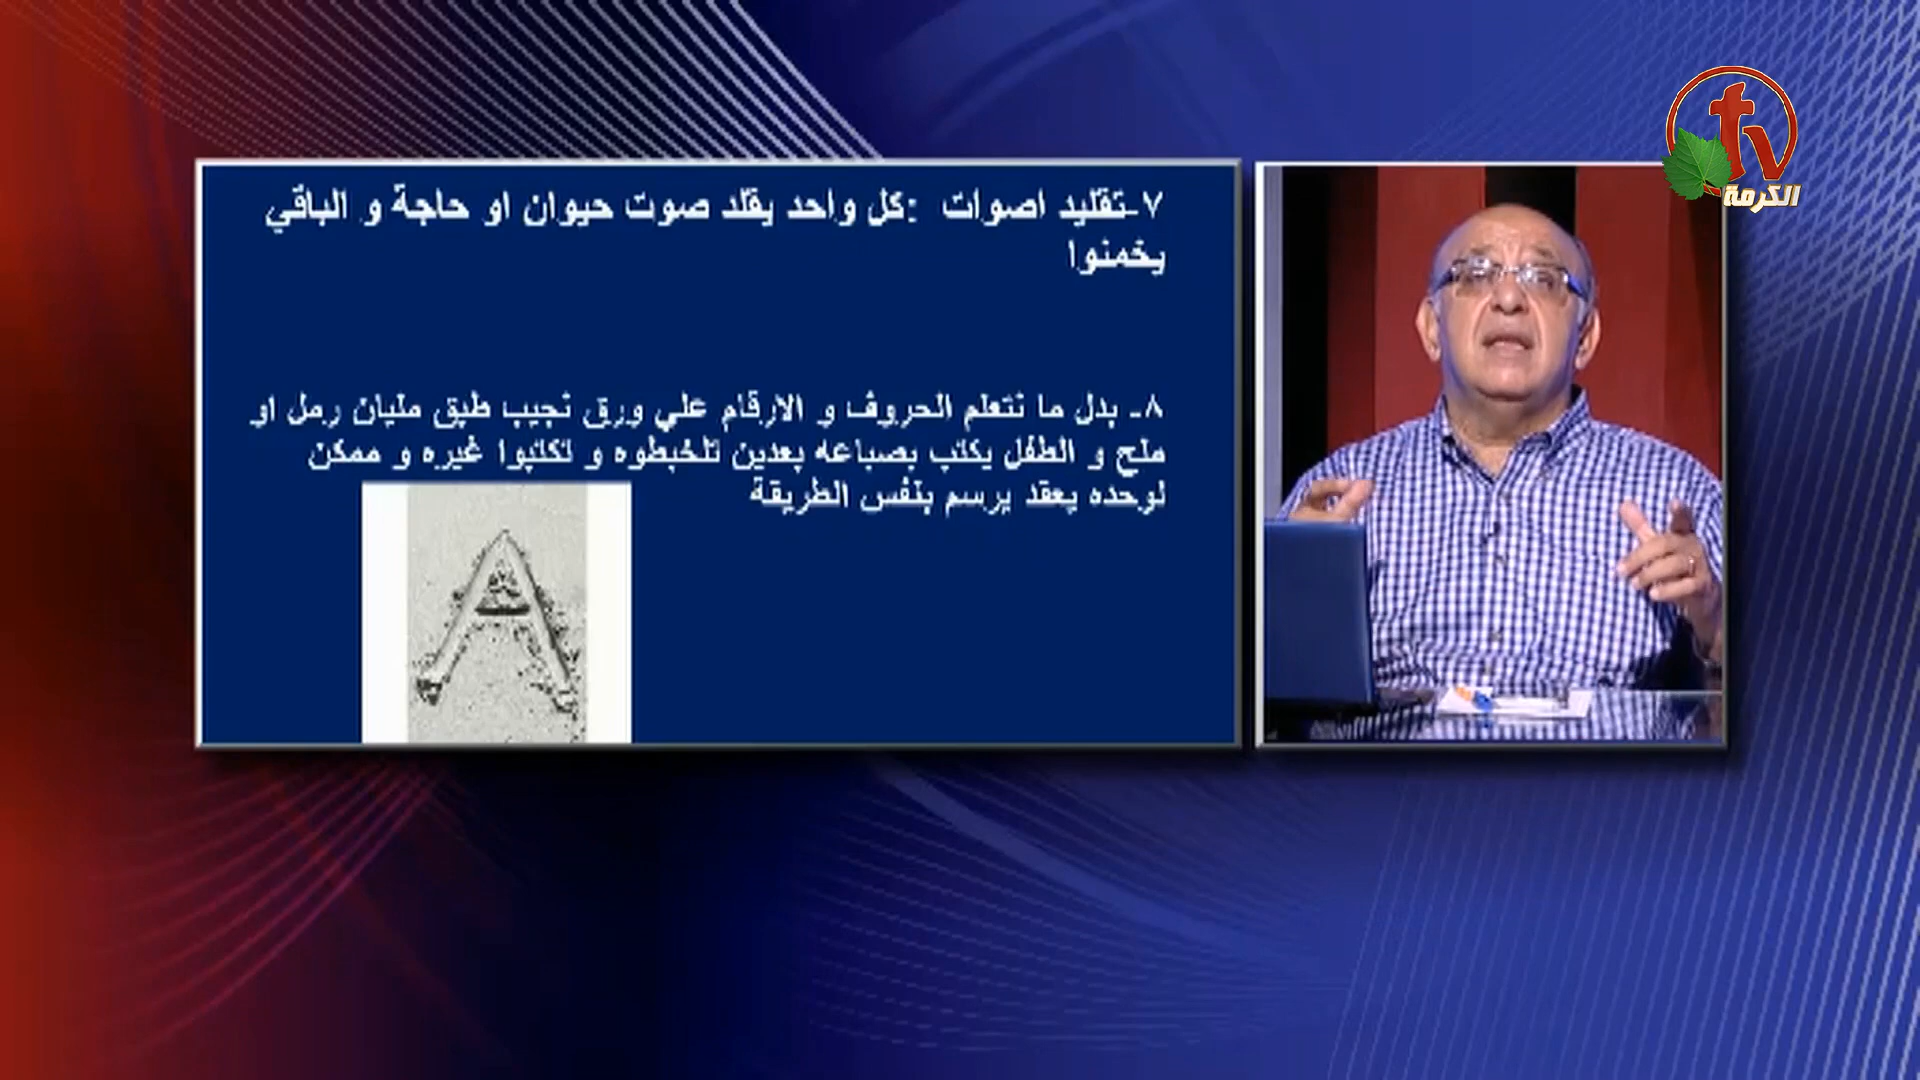 ٧-تقليد اصوات :كل واحد يقلد صوت حيوان او حاجة و الباقي
يخمنوا
٨- بدل ما نتعلم الحروف و الارقام علي ورق نجيب طبق مليان رمل او
ملح و الطفل يكتب بصباعه بعدين تلخبطوه و تكتبوا غيره و ممكن
لوحده يعقد يرسم بنفس الطريقة
A
tv
الكرمة